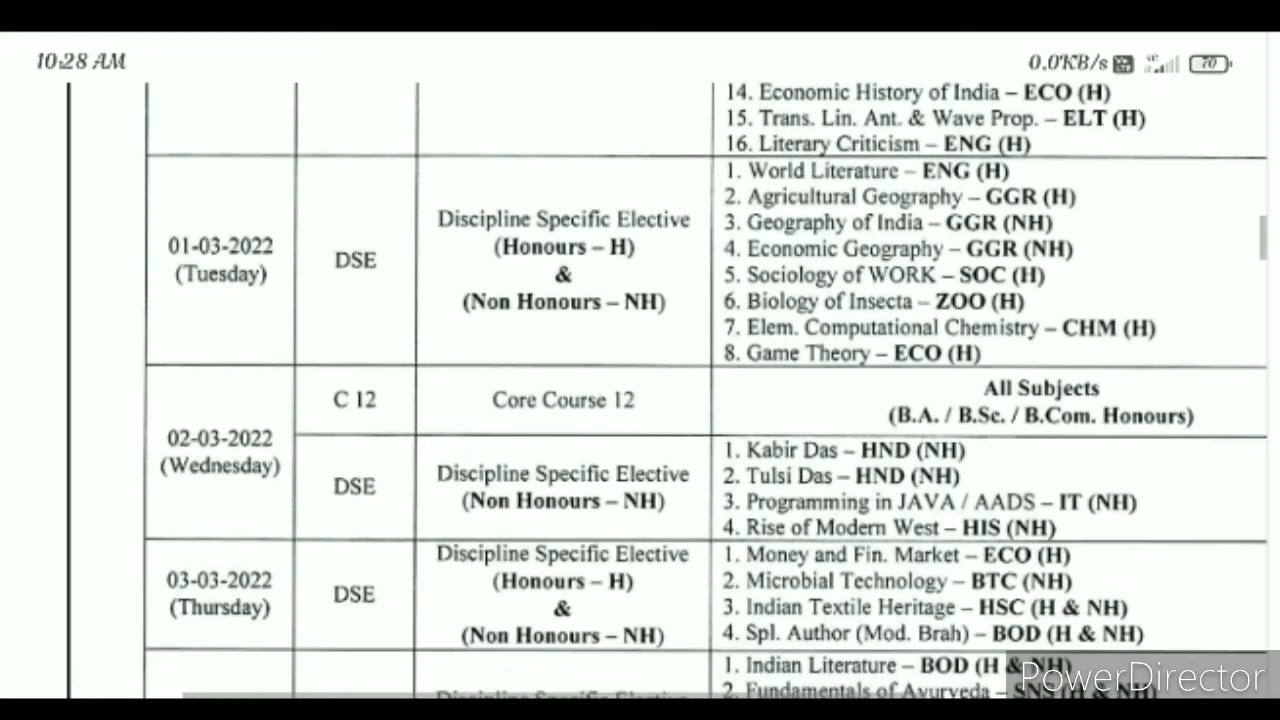 10:28 AM
0.0KB/s
70
14. Economic History of India – ECO (H)
15. Trans. Lin. Ant. & Wave Prop. – ELT (H)
16. Literary Criticism – ENG (H)
01-03-2022
(Tuesday)
DSE
Discipline Specific Elective
(Honours – H)
&
(Non Honours – NH)
1. World Literature – ENG (H)
2. Agricultural Geography – GGR (H)
3. Geography of India – GGR (NH)
4. Economic Geography – GGR (NH)
5. Sociology of WORK – SOC (H)
6. Biology of Insecta – ZOO (H)
7. Elem. Computational Chemistry – CHM (H)
8. Game Theory – ECO (H)
02-03-2022
(Wednesday)
C 12
Core Course 12
All Subjects
(B.A. / B.Sc. / B.Com. Honours)
DSE
Discipline Specific Elective
(Non Honours – NH)
1. Kabir Das – HND (NH)
2. Tulsi Das – HND (NH)
3. Programming in JAVA / AADS – IT (NH)
4. Rise of Modern West – HIS (NH)
03-03-2022
(Thursday)
DSE
Discipline Specific Elective
(Honours – H)
&
(Non Honours – NH)
1. Money and Fin. Market – ECO (H)
2. Microbial Technology – BTC (NH)
3. Indian Textile Heritage – HSC (H & NH)
4. Spl. Author (Mod. Brah) – BOD (H & NH)
Discipline Specific Elective
1. Indian Literature – BOD (H & NH)
2. Fundamentals of Ayurveda – SNS (H & NH)
PowerDirector